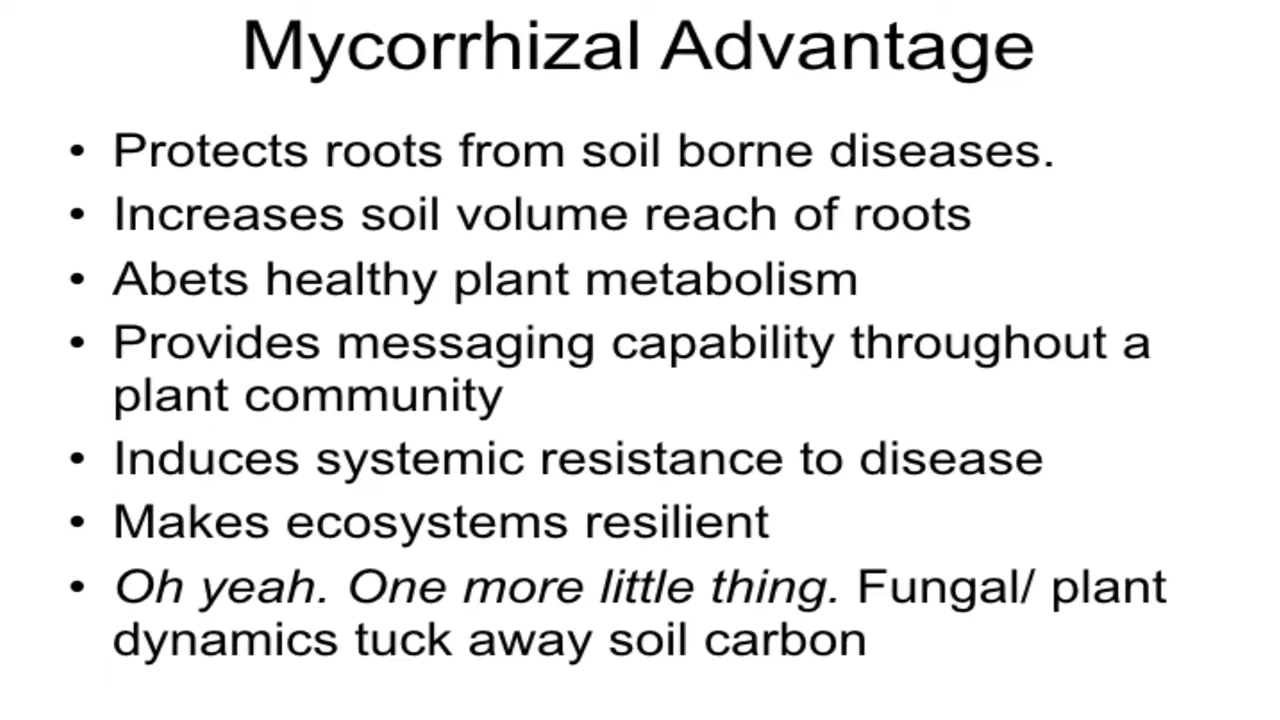 Mycorrhizal Advantage
• Protects roots from soil borne diseases.
• Increases soil volume reach of roots
• Abets healthy plant metabolism
• Provides messaging capability throughout a
plant community
• Induces systemic resistance to disease
• Makes ecosystems resilient
• Oh yeah. One more little thing. Fungal/ plant
dynamics tuck away soil carbon